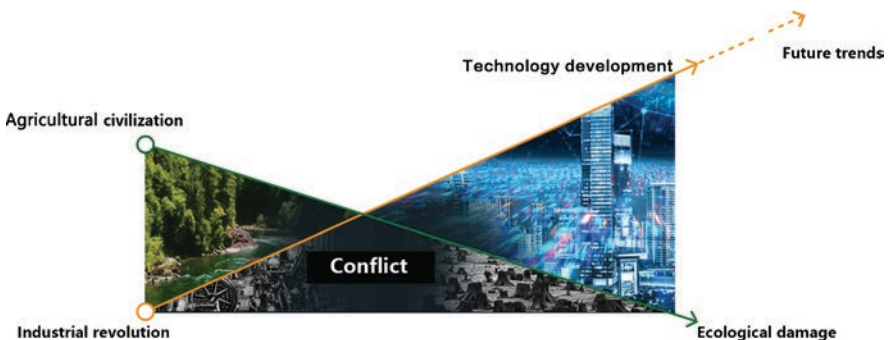 Future trends
Technology development
Agricultural civilization
Conflict
Industrial revolution
Ecological damage